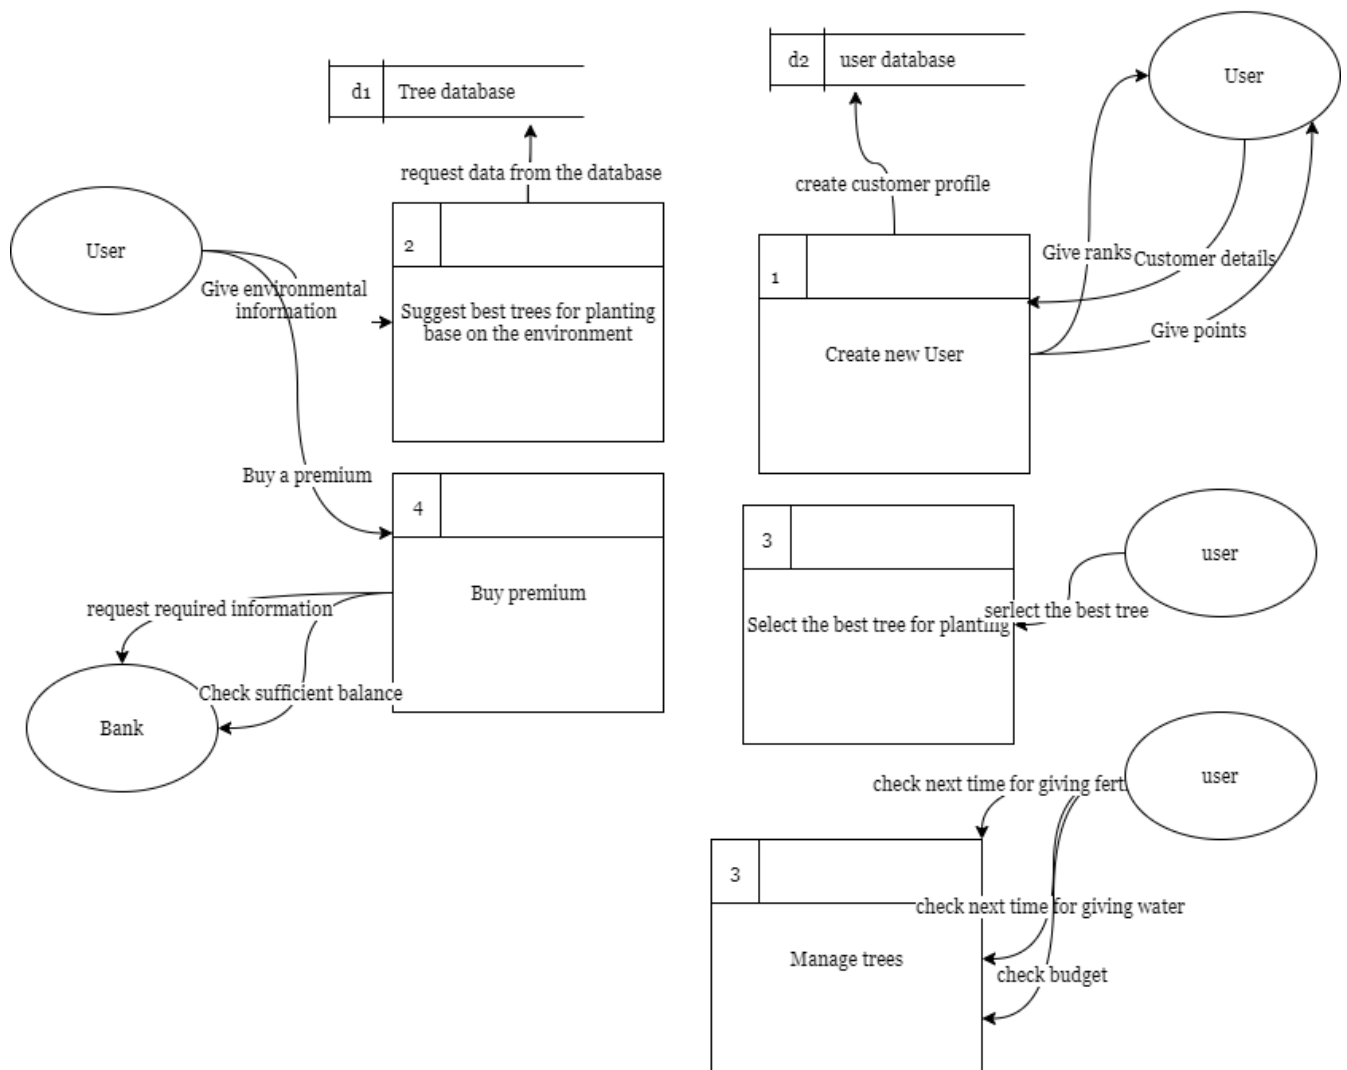 d1 Tree database
d2 user database
User
request data from the database
create customer profile
User
2
Give environmental
information
Suggest best trees for planting
base on the environment
1
Give ranks
Customer details
Give points
Create new User
Buy a premium
4
Buy premium
request required information
Check sufficient balance
Bank
3
Select the best tree for planting
serlect the best tree
user
check next time for giving fert
user
3
check next time for giving water
Manage trees
check budget